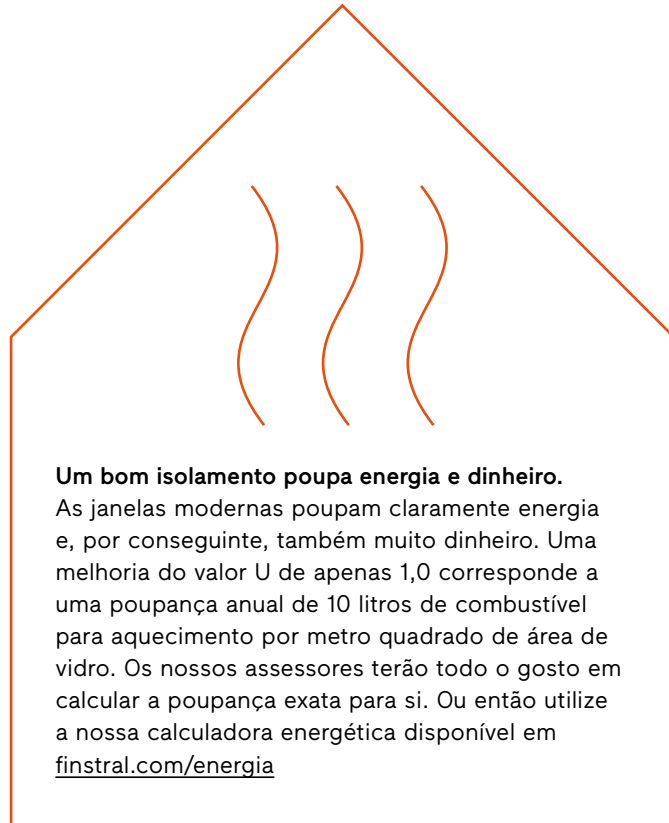 Um bom isolamento poupa energia e dinheiro.
As janelas modernas poupam claramente energia
e, por conseguinte, também muito dinheiro. Uma
melhoria do valor U de apenas 1,0 corresponde a
uma poupança anual de 10 litros de combustível
para aquecimento por metro quadrado de área de
vidro. Os nossos assessores terão todo o gosto em
calcular a poupança exata para si. Ou então utilize
a nossa calculadora energética disponível em
finstral.com/energia